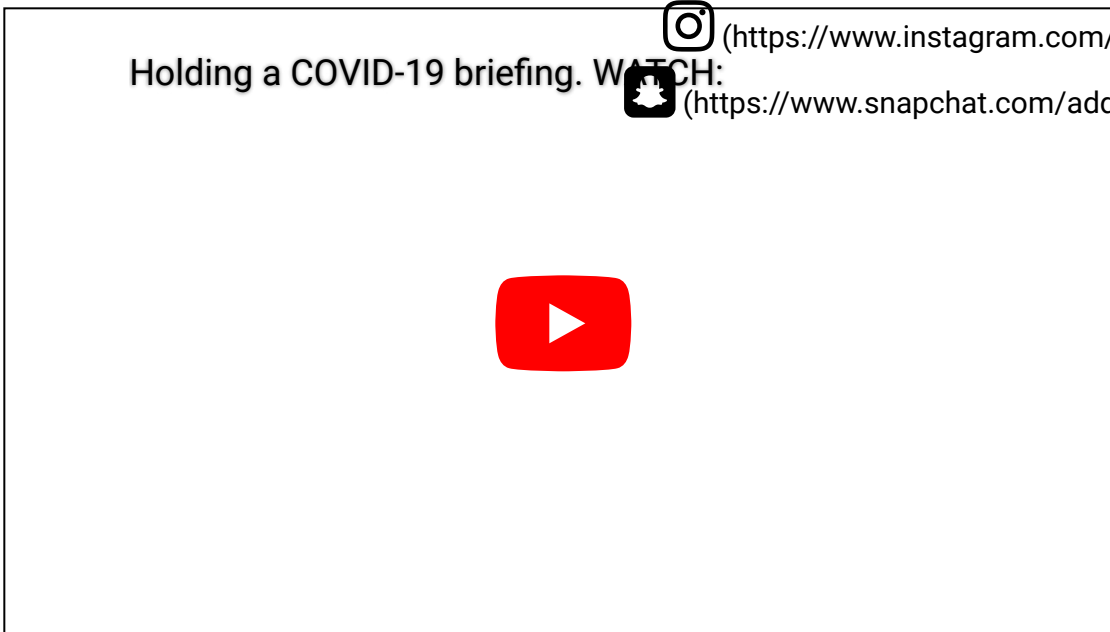 (https://www.instagram.com/
Holding a COVID-19 briefing. WATCH:
(https://www.snapchat.com/add